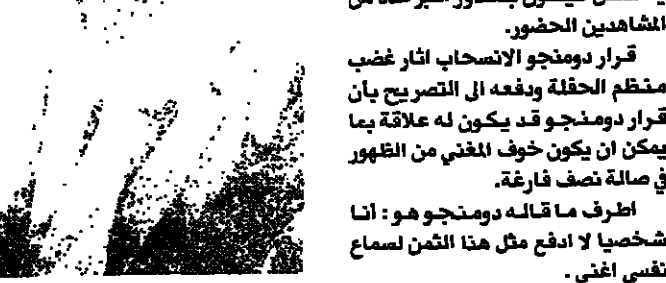 المشاهدين الحضور.
قرار دومنجو الانسحاب اثار غضب
منظم الحفلة ودفعه الى التصريح بأن
قرار دومنجو قد يكون له علاقة بما
يمكن ان يكون خوف المغني من الظهور
في صالة نصف فارغة.
اطرف ما قاله دومنجو هو : أنا
شخصيا لا ادفع مثل هذا الثمن لسماع
نفسي اغني .